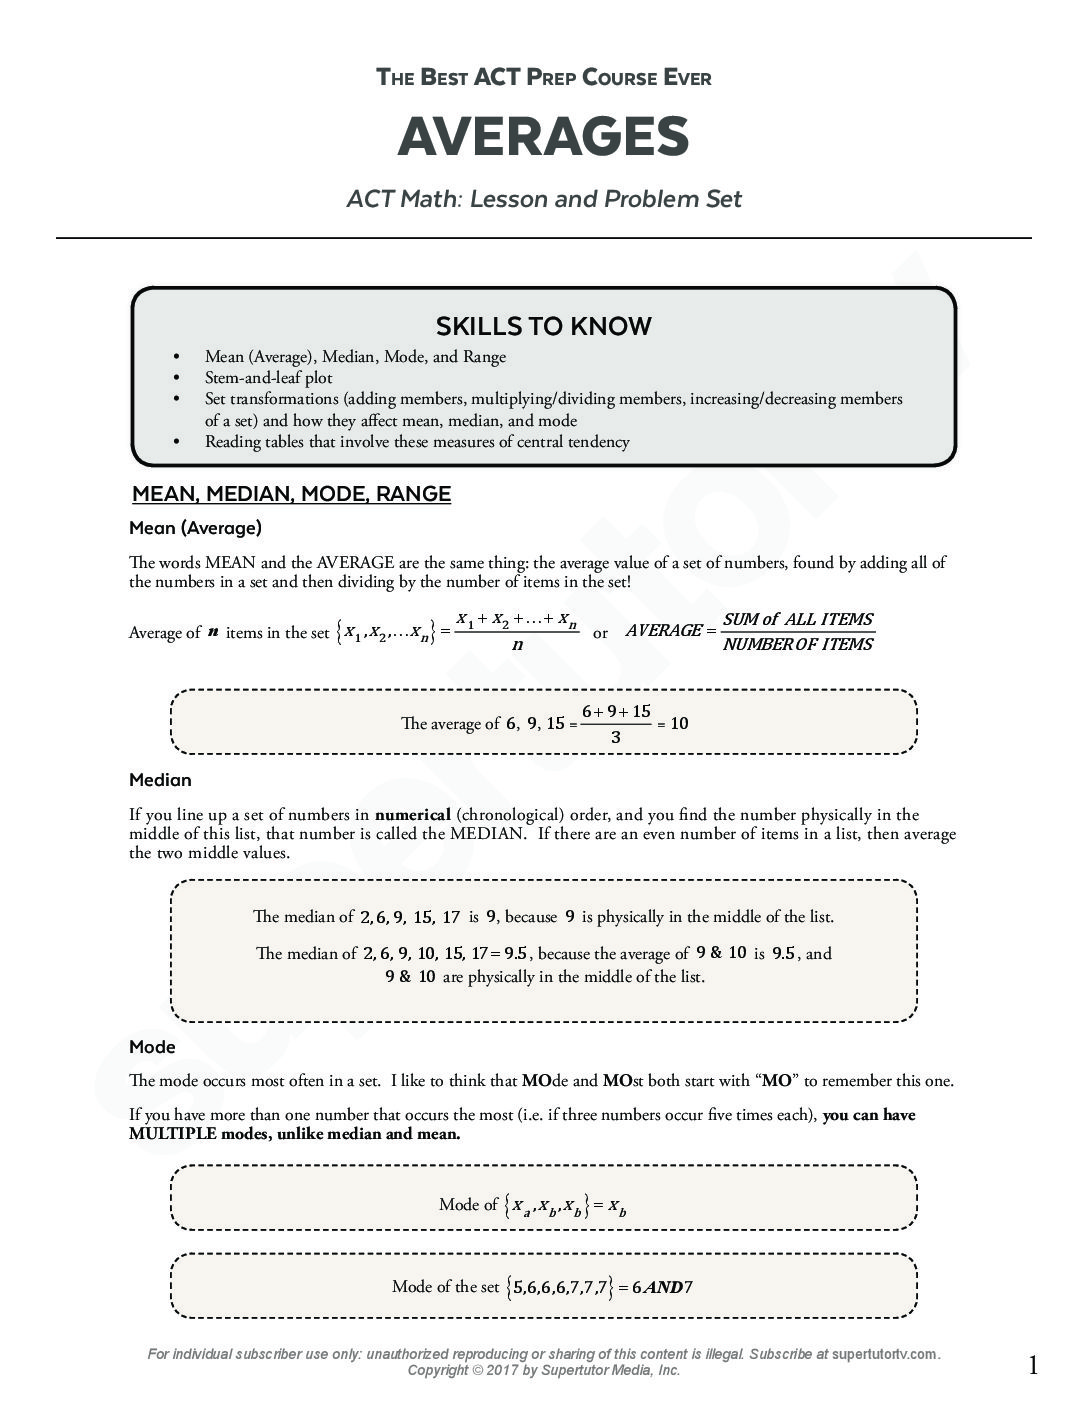 THE BEST ACT PREP COURSE EVER
AVERAGES
ACT Math: Lesson and Problem Set
SKILLS TO KNOW
• Mean (Average), Median, Mode, and Range
• Stem-and-leaf plot
• Set transformations (adding members, multiplying/dividing members, increasing/decreasing members
of a set) and how they affect mean, median, and mode
• Reading tables that involve these measures of central tendency
MEAN, MEDIAN, MODE, RANGE
Mean (Average)
The words MEAN and the AVERAGE are the same thing: the average value of a set of numbers, found by adding all of
the numbers in a set and then dividing by the number of items in the set!
Average of n items in the set {x₁,x₂,...xₙ} = (x₁ + x₂ + ... + xₙ)/n or AVERAGE = SUM of ALL ITEMS/NUMBER OF ITEMS
The average of 6, 9, 15 = (6 + 9 + 15)/3 = 10
Median
If you line up a set of numbers in numerical (chronological) order, and you find the number physically in the
middle of this list, that number is called the MEDIAN. If there are an even number of items in a list, then average
the two middle values.
The median of 2, 6, 9, 15, 17 is 9, because 9 is physically in the middle of the list.
The median of 2, 6, 9, 10, 15, 17 = 9.5, because the average of 9 & 10 is 9.5, and
9 & 10 are physically in the middle of the list.
Mode
The mode occurs most often in a set. I like to think that MOde and MOst both start with “MO” to remember this one.
If you have more than one number that occurs the most (i.e. if three numbers occur five times each), you can have
MULTIPLE modes, unlike median and mean.
Mode of {x_a, x_b, x_b} = x_b
Mode of the set {5,6,6,6,7,7,7} = 6 AND 7
For individual subscriber use only: unauthorized reproducing or sharing of this content is illegal. Subscribe at supertutortv.com.
Copyright © 2017 by Supertutor Media, Inc.
1
supertutortv